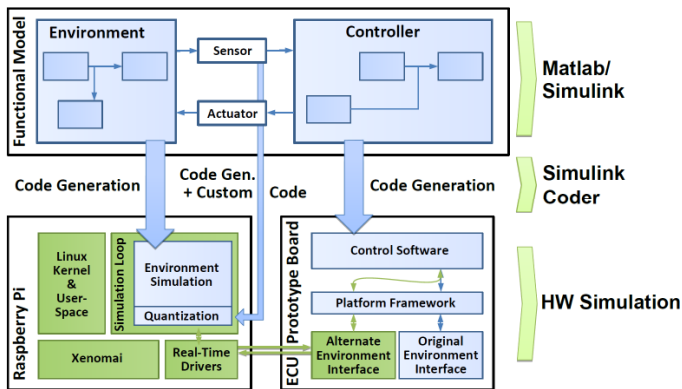 Functional Model
Environment
Sensor
Actuator
Controller
Matlab/
Simulink
Code Generation
Code Gen.
+ Custom
Code
Code Generation
Simulink
Coder
Raspberry Pi
Linux
Kernel
&
User-
Space
Simulation Loop
Environment
Simulation
Quantization
Xenomai
Real-Time
Drivers
ECU Prototype Board
Control Software
Platform Framework
Alternate
Environment
Interface
Original
Environment
Interface
HW Simulation